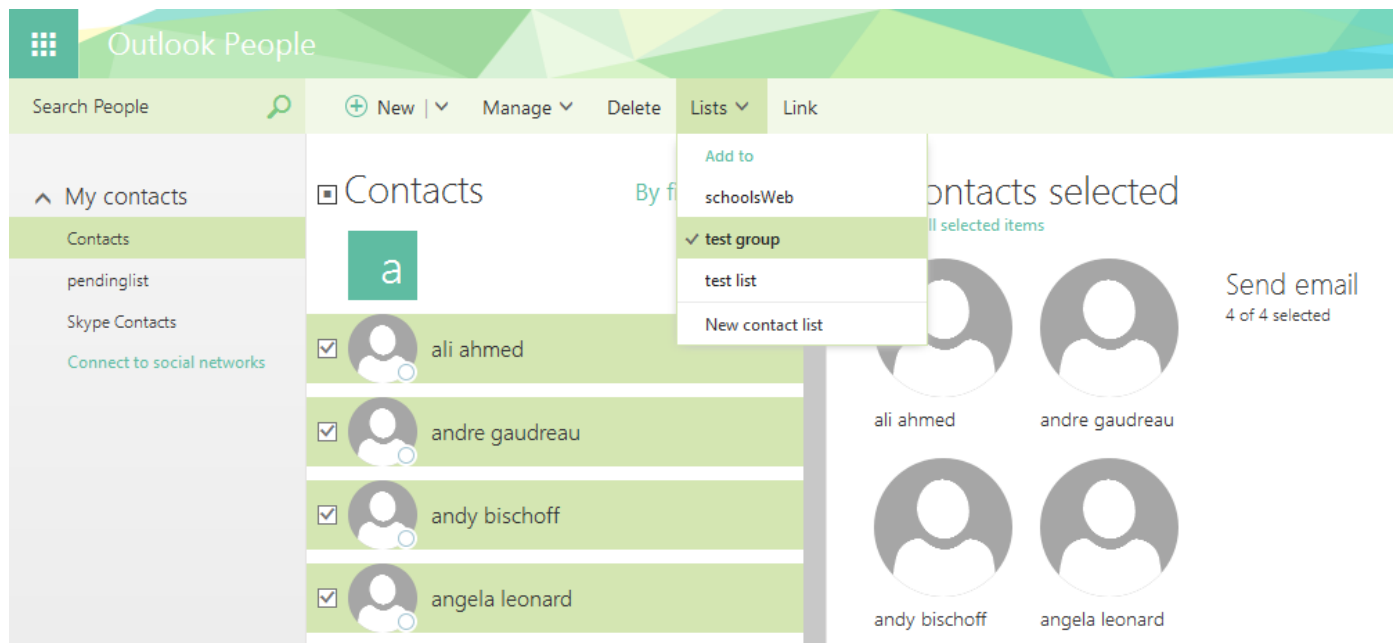 Outlook People
Search People
New | Manage Delete Lists Link
My contacts
Contacts
pendinglist
Skype Contacts
Connect to social networks
Contacts
By
a
ali ahmed
andre gaudreau
andy bischoff
angela leonard
Add to
schoolsWeb
test group
test list
New contact list
selected
selected items
ali ahmed
andre gaudreau
andy bischoff
angela leonard
Send email
4 of 4 selected